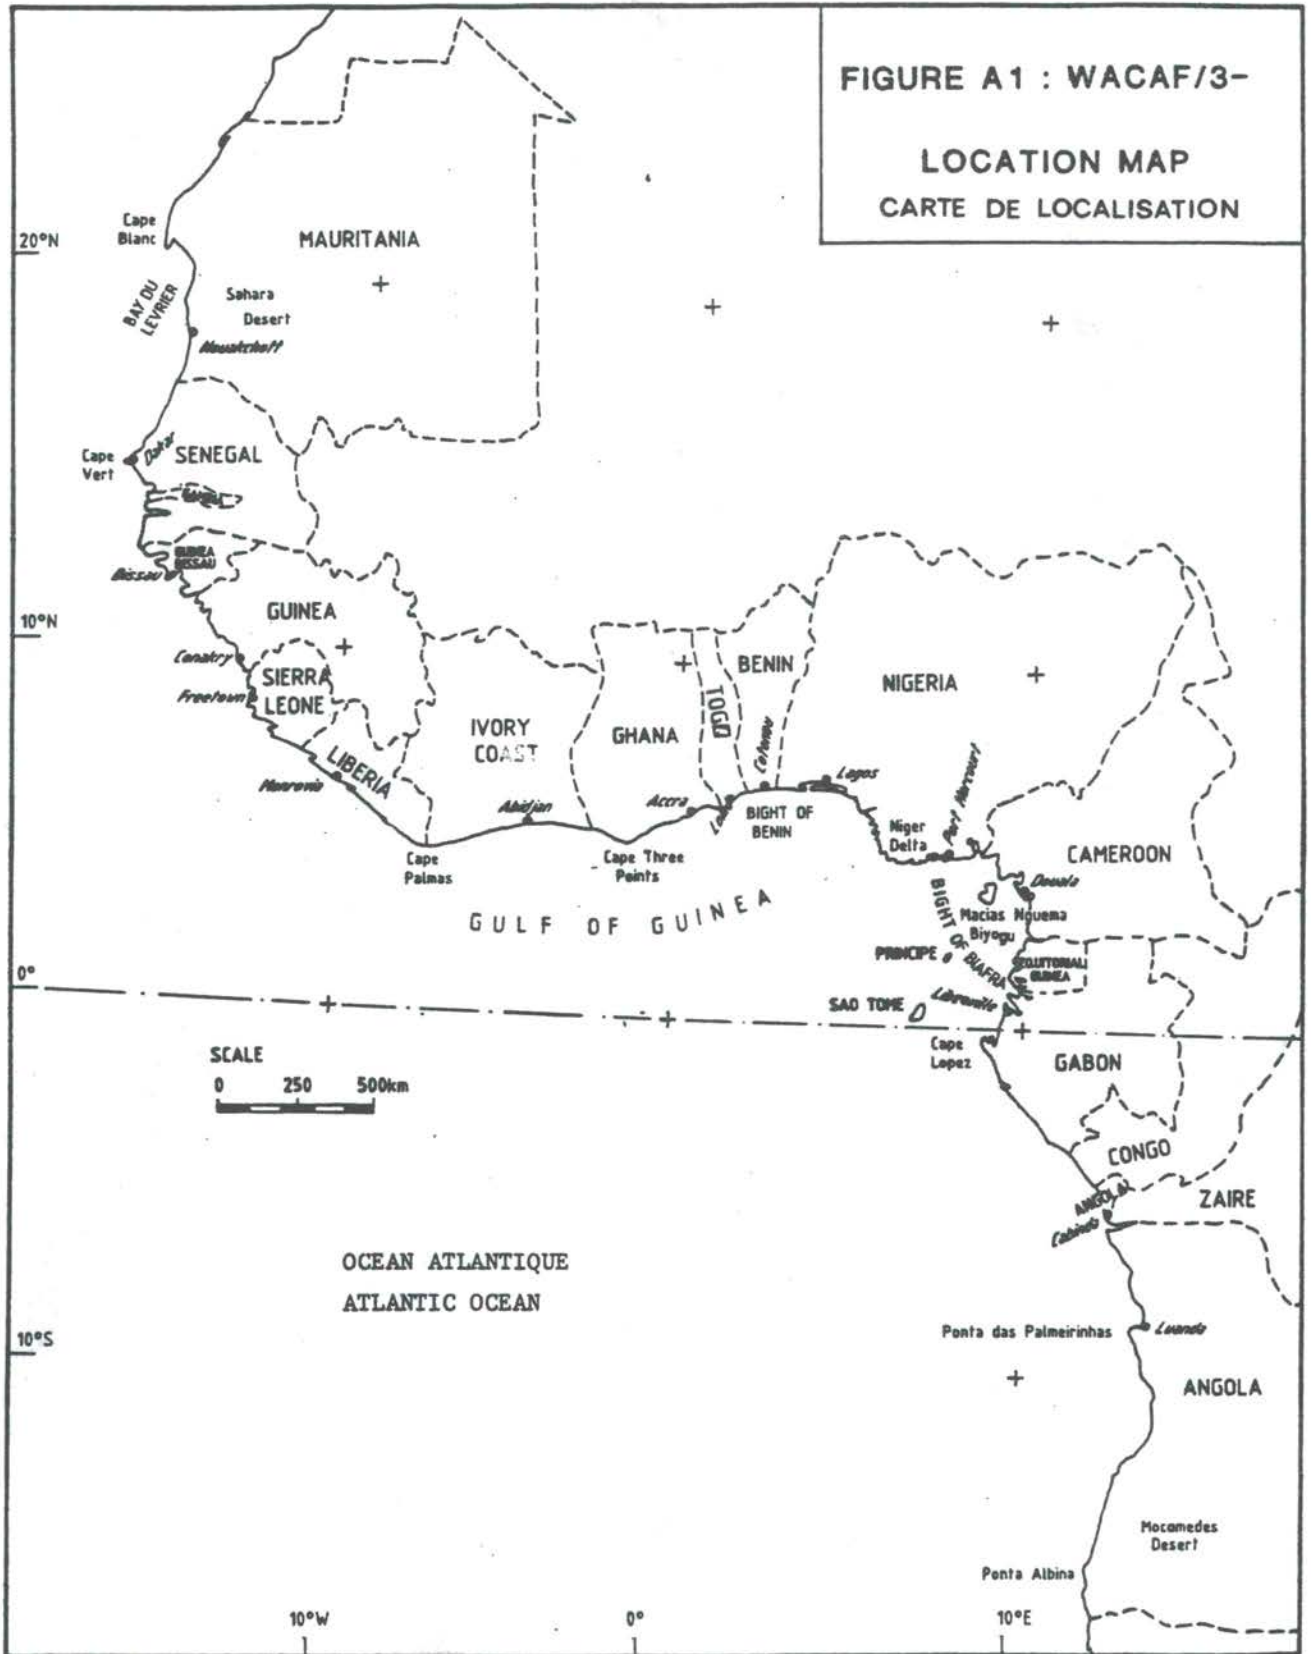 FIGURE A1 : WACAF/3-
LOCATION MAP
CARTE DE LOCALISATION
Cape
Blanc
20°N
MAURITANIA
BAY DU
LEVRIER
Sahara
Desert
Nouakchott
Cape
Vert
Dakar
SENEGAL
GUINEA
BISSAU
Bissau
GUINEA
10°N
Conakry
SIERRA
LEONE
Freetown
LIBERIA
Monrovia
IVORY
COAST
Abidjan
GHANA
Accra
TOGO
BENIN
Cotonou
NIGERIA
Lagos
BIGHT OF
BENIN
Niger
Delta
Port Harcourt
CAMEROON
Douala
Cape
Palmas
Cape Three
Points
GULF OF GUINEA
BIGHT OF BIAFRA
Macias Nguema
Biyogu
PRINCIPE
EQUITORIAL
GUINEA
0°
SAO TOME
Libreville
Cape
Lopez
GABON
SCALE
0 250 500km
CONGO
ANGOLA
Cabinda
ZAIRE
OCEAN ATLANTIQUE
ATLANTIC OCEAN
10°S
Ponta das Palmeirinhas
Luanda
ANGOLA
Mocamedes
Desert
Ponta Albina
10°W 0° 10°E